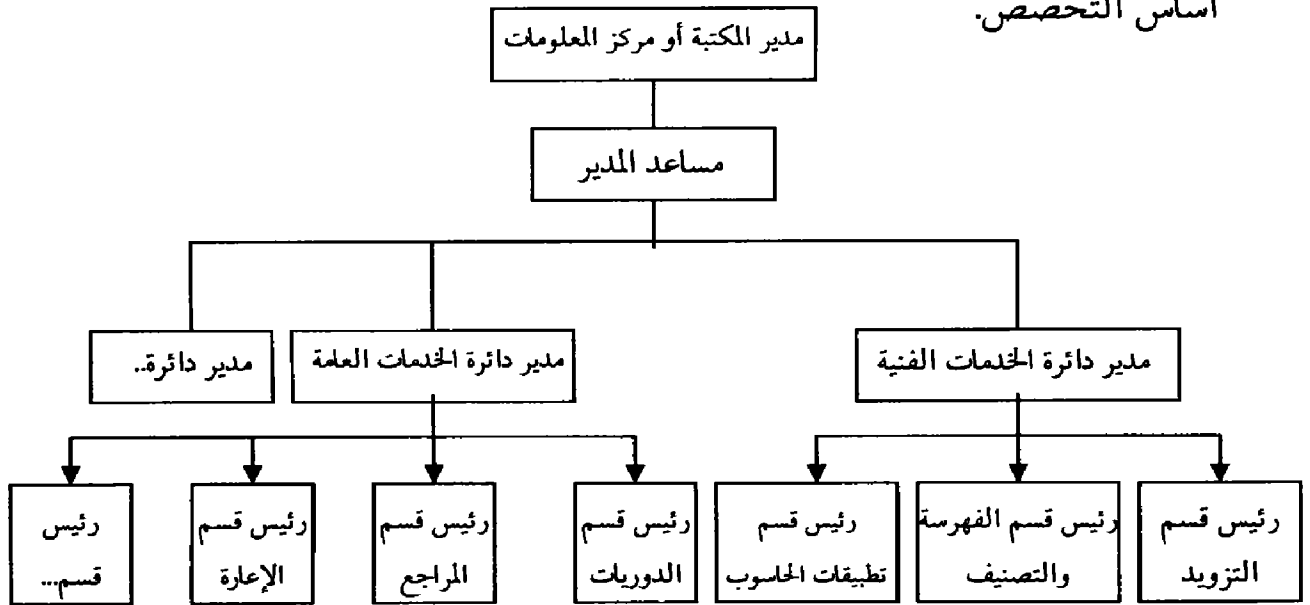 أساس التخصص.
مدير المكتبة أو مركز المعلومات
مساعد المدير
مدير دائرة الخدمات الفنية
مدير دائرة الخدمات العامة
مدير دائرة..
رئيس قسم
التزويد
رئيس قسم الفهرسة
والتصنيف
رئيس قسم
تطبيقات الحاسوب
رئيس قسم
الدوريات
رئيس قسم
المراجع
رئيس قسم
الإعارة
رئيس
قسم...